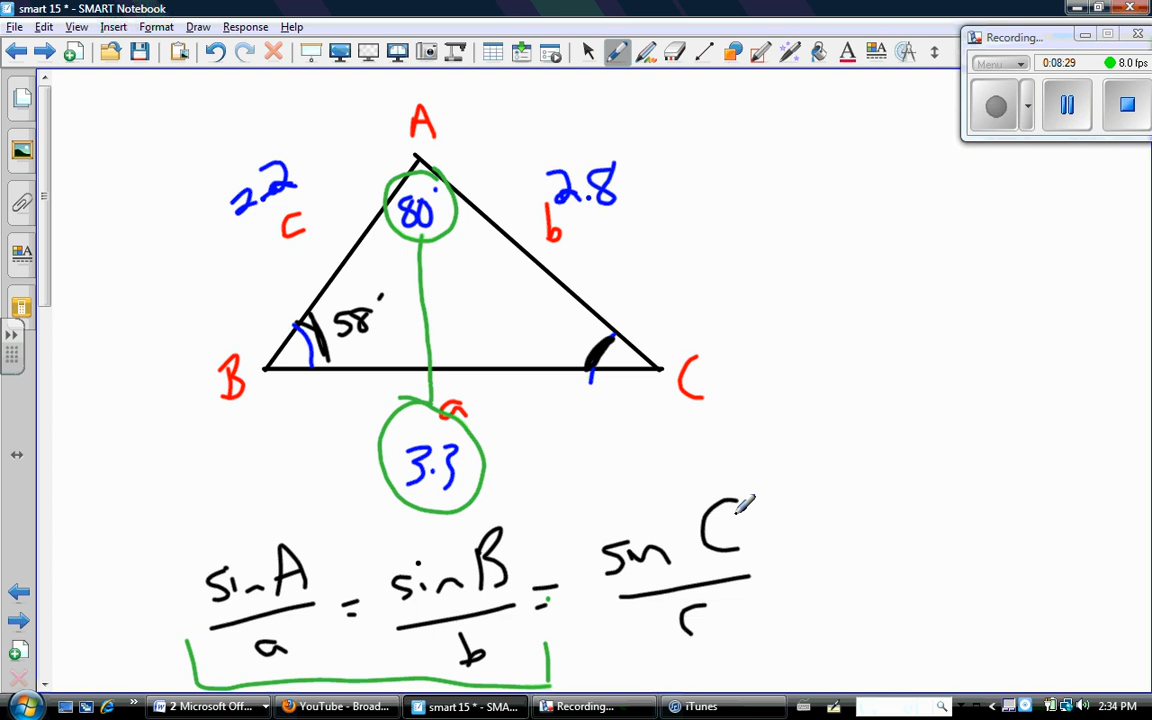 smart 15 * - SMART Notebook
File Edit View Insert Format Draw Response Help
Recording...
Menu 0:08:29 8.0 fps
A
2.2
c
80°
2.8
b
58°
B
C
a
3.3
sin A = sin B = sin C
a b c
2 Microsoft Off... YouTube - Broad... smart 15 * - SMA... Recording... iTunes 2:34 PM